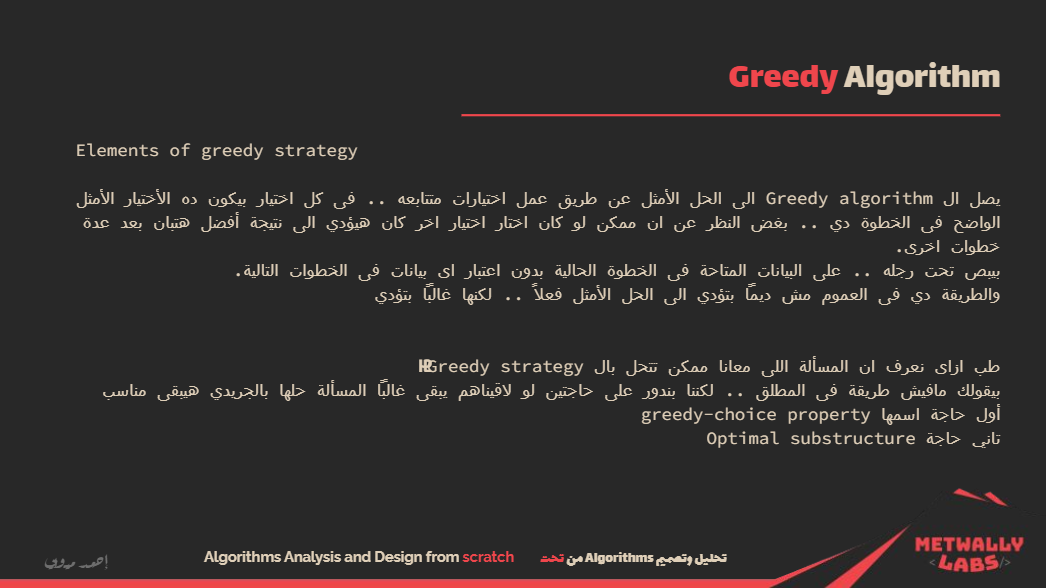 Greedy Algorithm
Elements of greedy strategy
يصل ال Greedy algorithm الى الحل الأمثل عن طريق عمل اختيارات متتابعه .. فى كل اختيار بيكون ده الأختيار الأمثل
الواضح فى الخطوة دي .. بغض النظر عن ان ممكن لو كان اختار اختيار اخر كان هيؤدي الى نتيجة أفضل هتبان بعد عدة
خطوات اخرى.
بيبص تحت رجله .. على البيانات المتاحة فى الخطوة الحالية بدون اعتبار اى بيانات فى الخطوات التالية.
والطريقة دي فى العموم مش ديمًا بتؤدي الى الحل الأمثل فعلاً .. لكنها غالبًا بتؤدي
طب ازاى نعرف ان المسألة اللى معانا ممكن تتحل بال Greedy strategy
بيقولك مافيش طريقة فى المطلق .. لكننا بندور على حاجتين لو لاقيناهم يبقى غالبًا المسألة حلها بالجريدي هيبقى مناسب
أول حاجة اسمها greedy-choice property
تاني حاجة Optimal substructure
Algorithms Analysis and Design from scratch
تحليل وتصميم Algorithms من تحت
METWALLY
<LABS/>